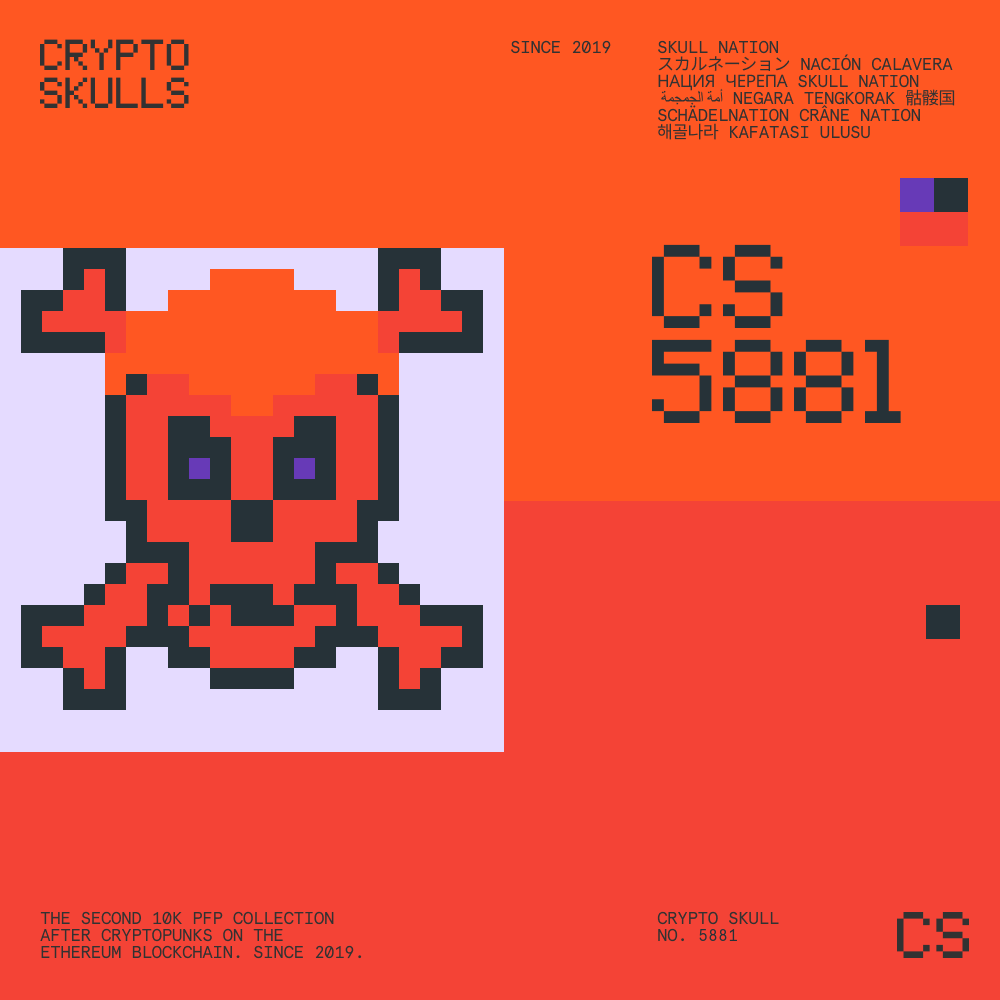 CRYPTO
SKULLS
SINCE 2019
SKULL NATION
スカルネーション NACIÓN CALAVERA
НАЦИЯ ЧЕРЕПА SKULL NATION
أمة الجمجمة NEGARA TENGKORAK 骷髅国
SCHÄDELNATION CRÂNE NATION
해골나라 KAFATASI ULUSU
CS
5881
THE SECOND 10K PFP COLLECTION
AFTER CRYPTOPUNKS ON THE
ETHEREUM BLOCKCHAIN. SINCE 2019.
CRYPTO SKULL
NO. 5881
CS